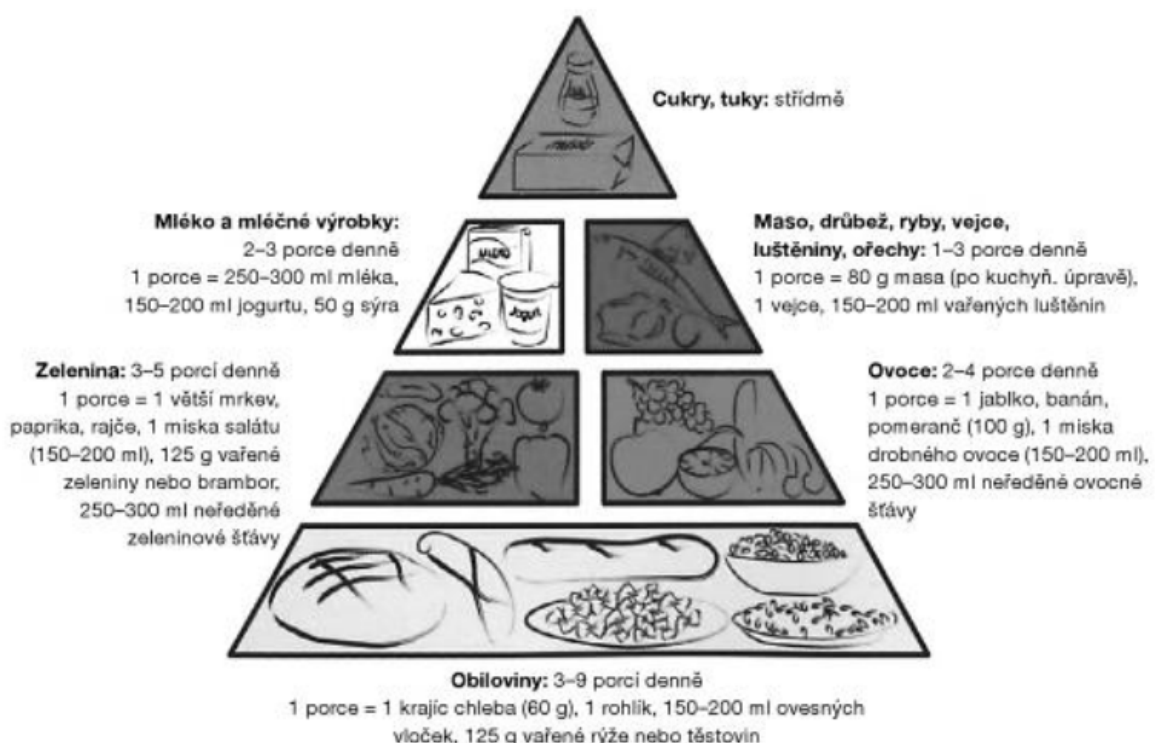 Cukry, tuky: střídmě
Mléko a mléčné výrobky:
2–3 porce denně
1 porce = 250–300 ml mléka,
150–200 ml jogurtu, 50 g sýra
Maso, drůbež, ryby, vejce,
luštěniny, ořechy: 1–3 porce denně
1 porce = 80 g masa (po kuchyň. úpravě),
1 vejce, 150–200 ml vařených luštěnin
Zelenina: 3–5 porcí denně
1 porce = 1 větší mrkev,
paprika, rajče, 1 miska salátu
(150–200 ml), 125 g vařené
zeleniny nebo brambor,
250–300 ml neředěné
zeleninové šťávy
Ovoce: 2–4 porce denně
1 porce = 1 jablko, banán,
pomeranč (100 g), 1 miska
drobného ovoce (150–200 ml),
250–300 ml neředěné ovocné
šťávy
Obiloviny: 3–9 porcí denně
1 porce = 1 krajíc chleba (60 g), 1 rohlík, 150–200 ml ovesných
vloček, 125 g vařené rýže nebo těstovin